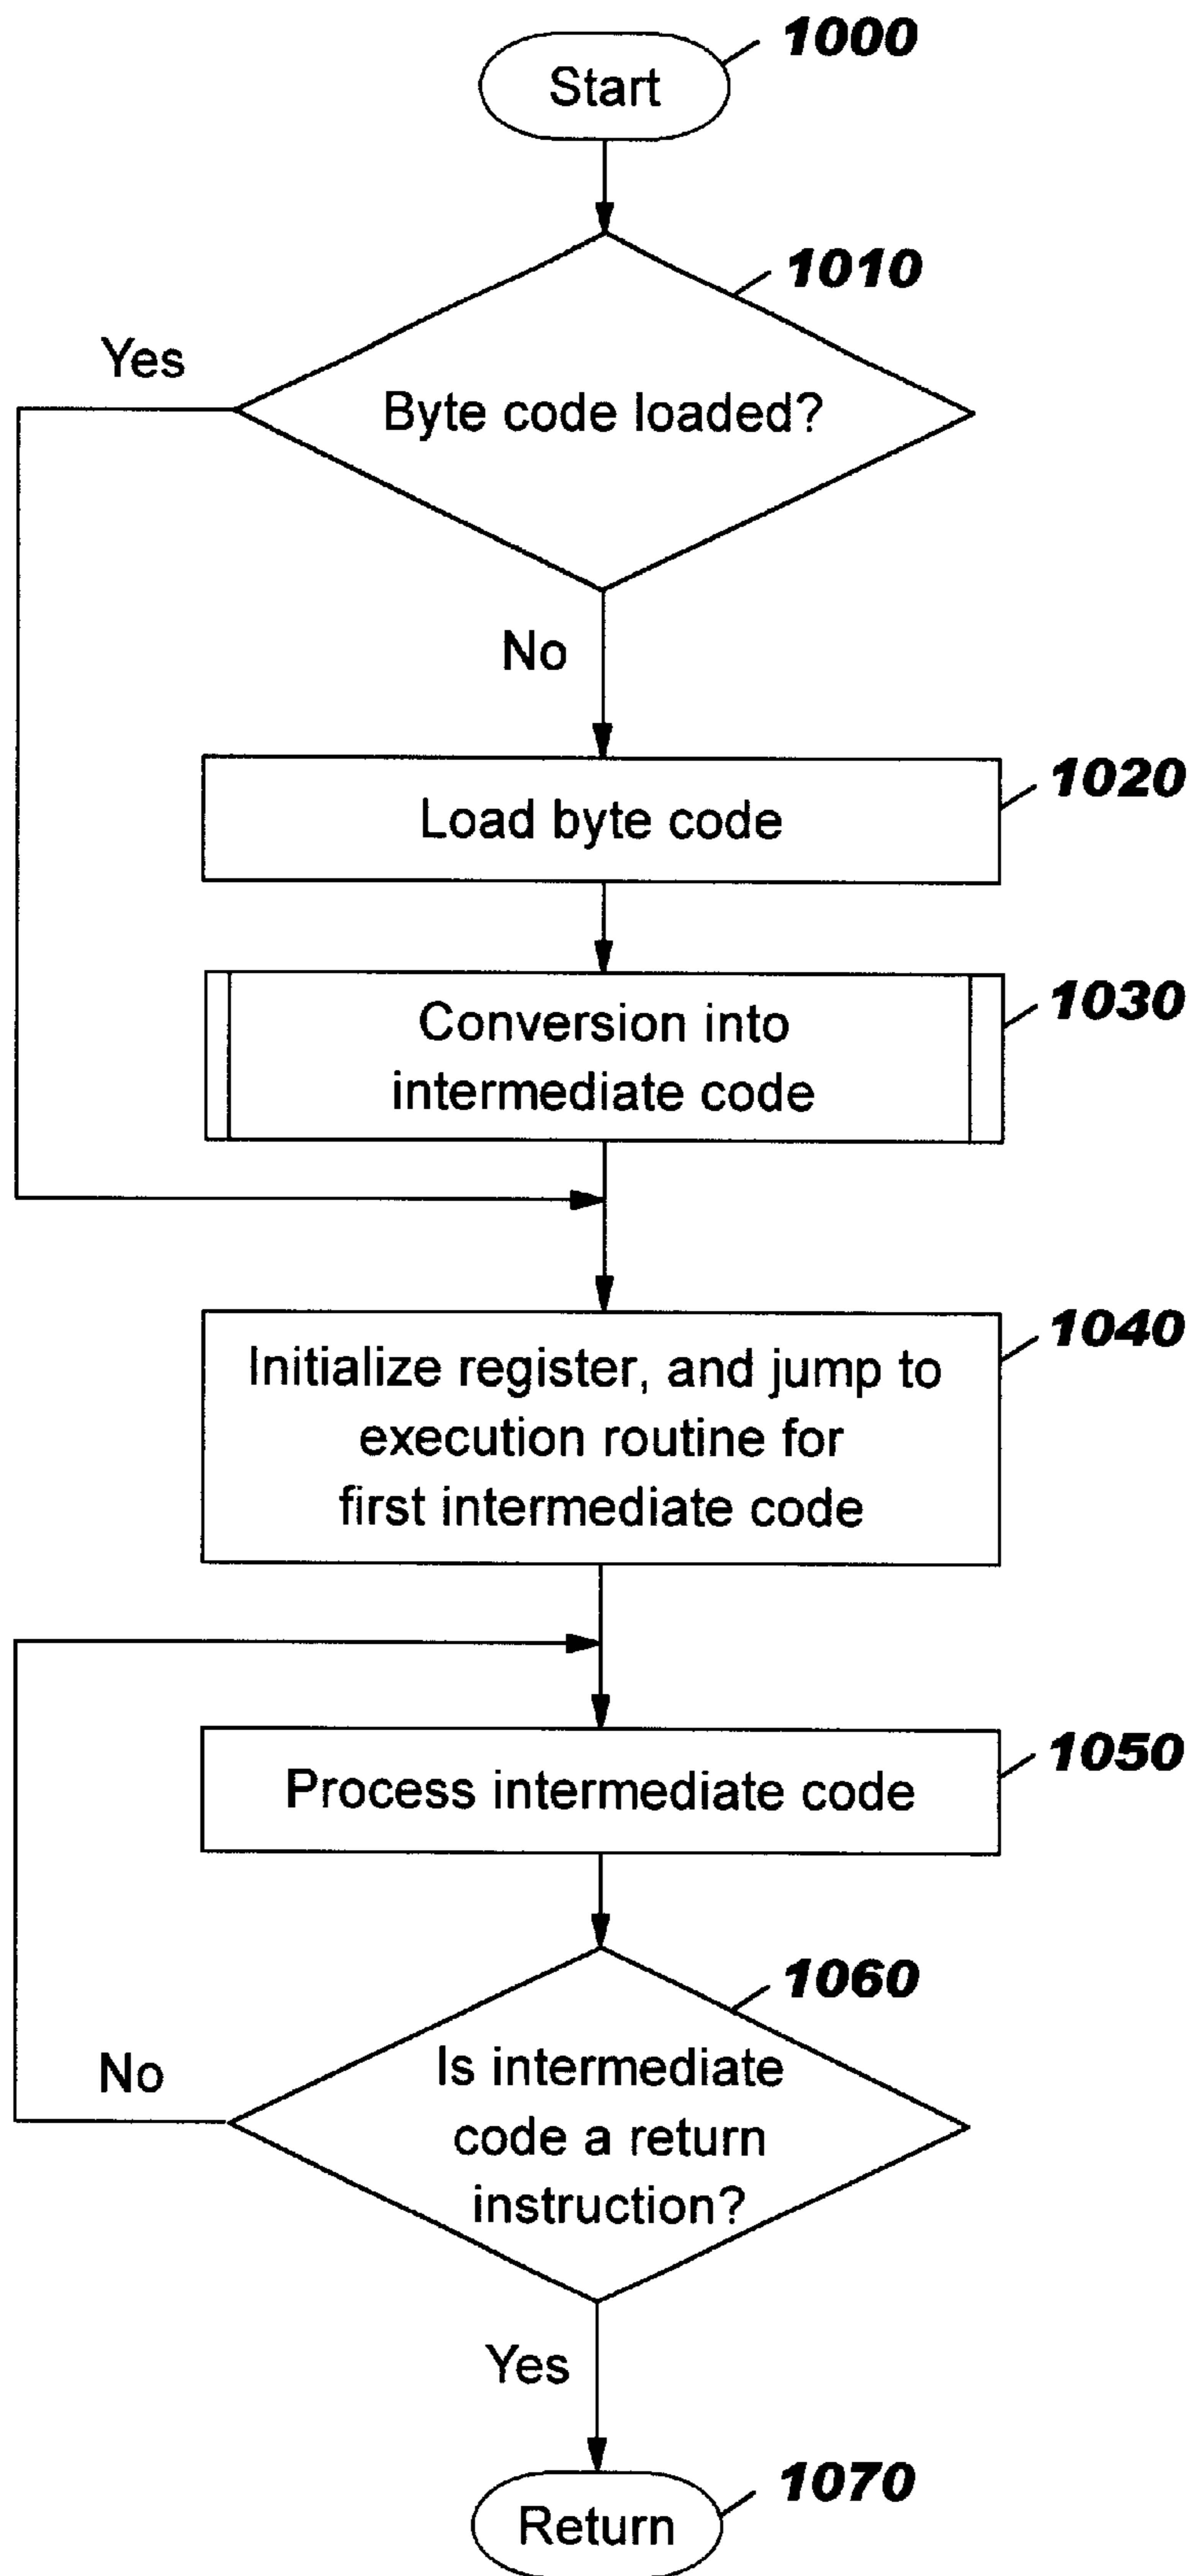 1000
Start
1010
Yes
Byte code loaded?
No
1020
Load byte code
1030
Conversion into
intermediate code
1040
Initialize register, and jump to
execution routine for
first intermediate code
1050
Process intermediate code
1060
No
Is intermediate
code a return
instruction?
Yes
1070
Return